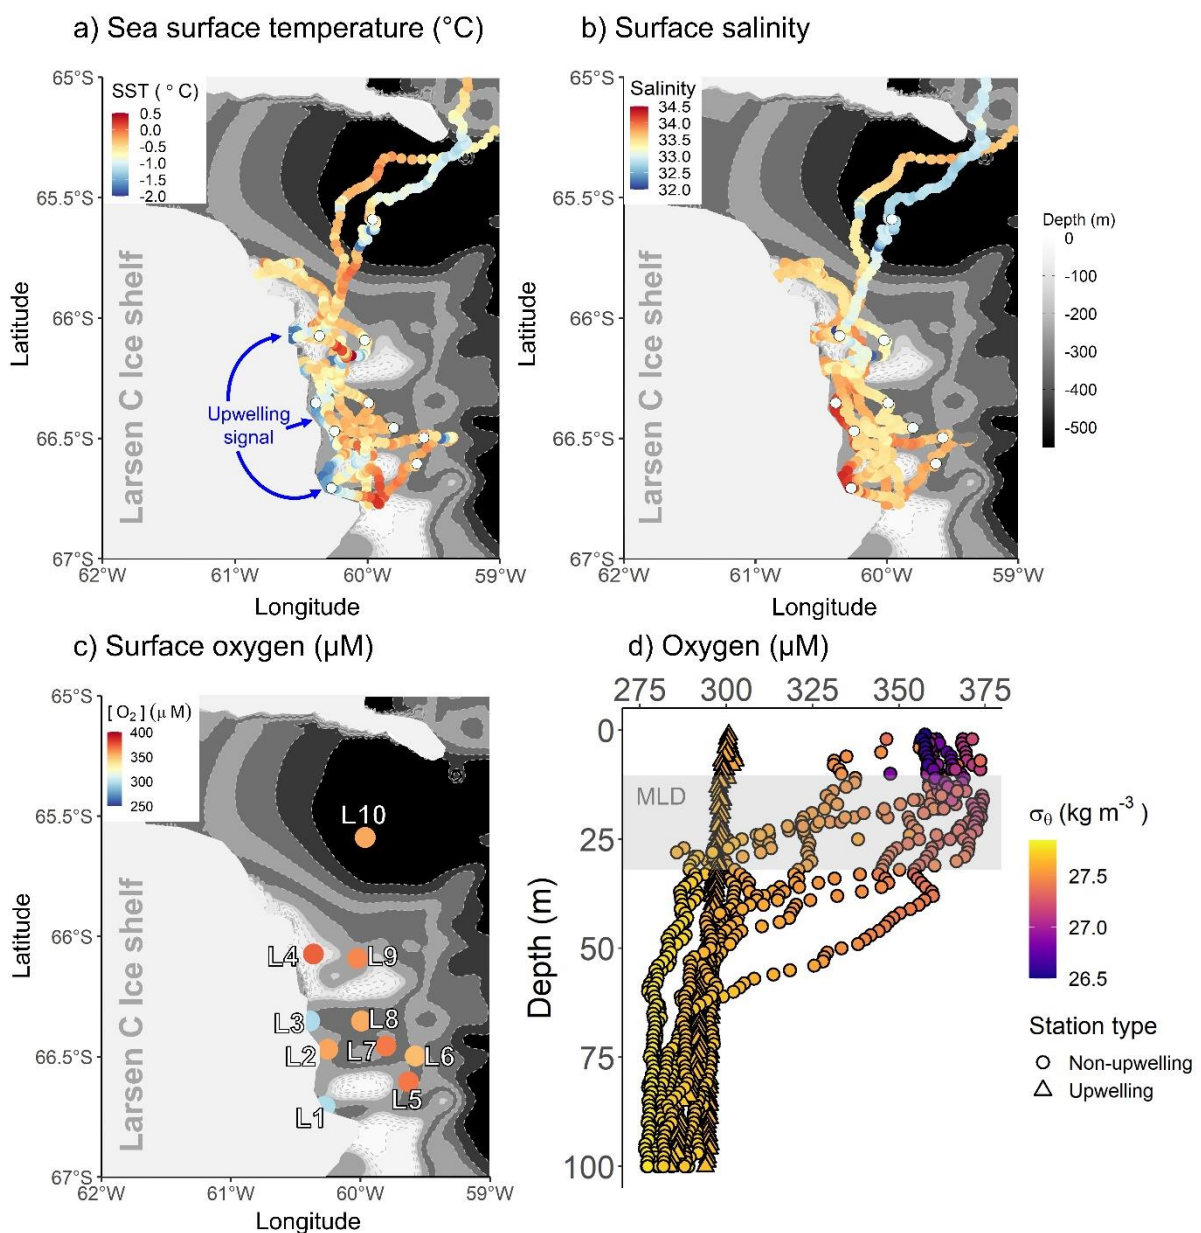 a) Sea surface temperature (°C)
65°S
65.5°S
66°S
66.5°S
67°S
Latitude
SST ( ° C)
0.5
0.0
-0.5
-1.0
-1.5
-2.0
Larsen C Ice shelf
Upwelling
signal
62°W 61°W 60°W 59°W
Longitude
b) Surface salinity
65°S
65.5°S
66°S
66.5°S
67°S
Latitude
Salinity
34.5
34.0
33.5
33.0
32.5
32.0
Larsen C Ice shelf
62°W 61°W 60°W 59°W
Longitude
Depth (m)
0
-100
-200
-300
-400
-500
c) Surface oxygen (µM)
65°S
65.5°S
66°S
66.5°S
67°S
Latitude
[ O2 ] (µ M)
400
350
300
250
Larsen C Ice shelf
L10
L4
L9
L3
L8
L2
L7
L6
L5
L1
62°W 61°W 60°W 59°W
Longitude
d) Oxygen (µM)
275 300 325 350 375
0
25
50
75
100
Depth (m)
MLD
σθ (kg m-3 )
27.5
27.0
26.5
Station type
Non-upwelling
Upwelling